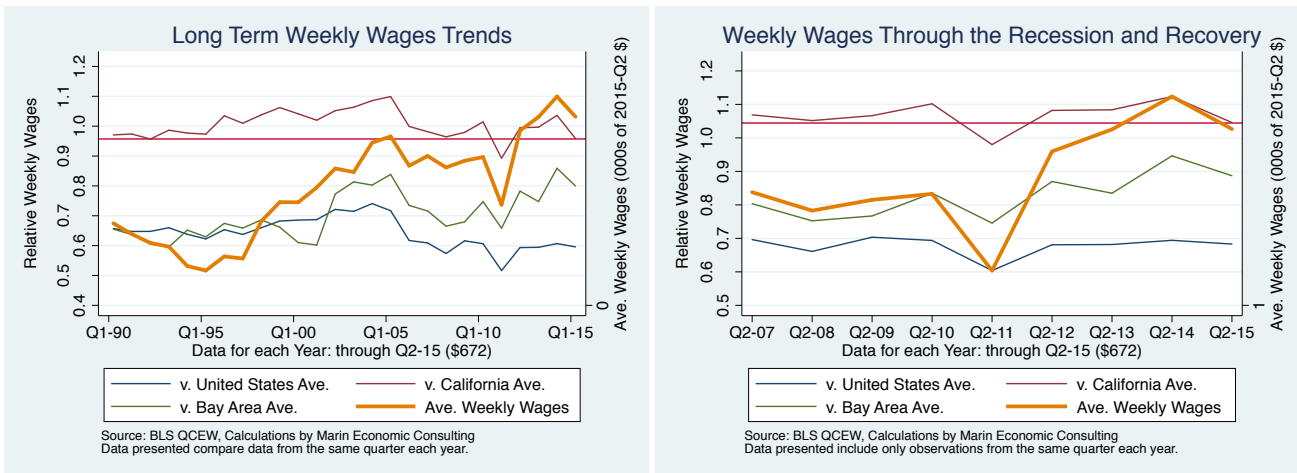 Long Term Weekly Wages Trends
Relative Weekly Wages
0.4 0.5 0.6 0.7 0.8 0.9 1.0 1.1 1.2
0
Ave. Weekly Wages (000s of 2015-Q2 $)
Q1-90 Q1-95 Q1-00 Q1-05 Q1-10 Q1-15
Data for each Year: through Q2-15 ($672)
v. United States Ave. v. California Ave.
v. Bay Area Ave. Ave. Weekly Wages
Source: BLS QCEW, Calculations by Marin Economic Consulting
Data presented compare data from the same quarter each year.
Weekly Wages Through the Recession and Recovery
Relative Weekly Wages
0.5 0.6 0.7 0.8 0.9 1.0 1.1 1.2
1
Ave. Weekly Wages (000s of 2015-Q2 $)
Q2-07 Q2-08 Q2-09 Q2-10 Q2-11 Q2-12 Q2-13 Q2-14 Q2-15
Data for each Year: through Q2-15 ($672)
v. United States Ave. v. California Ave.
v. Bay Area Ave. Ave. Weekly Wages
Source: BLS QCEW, Calculations by Marin Economic Consulting
Data presented include only observations from the same quarter each year.